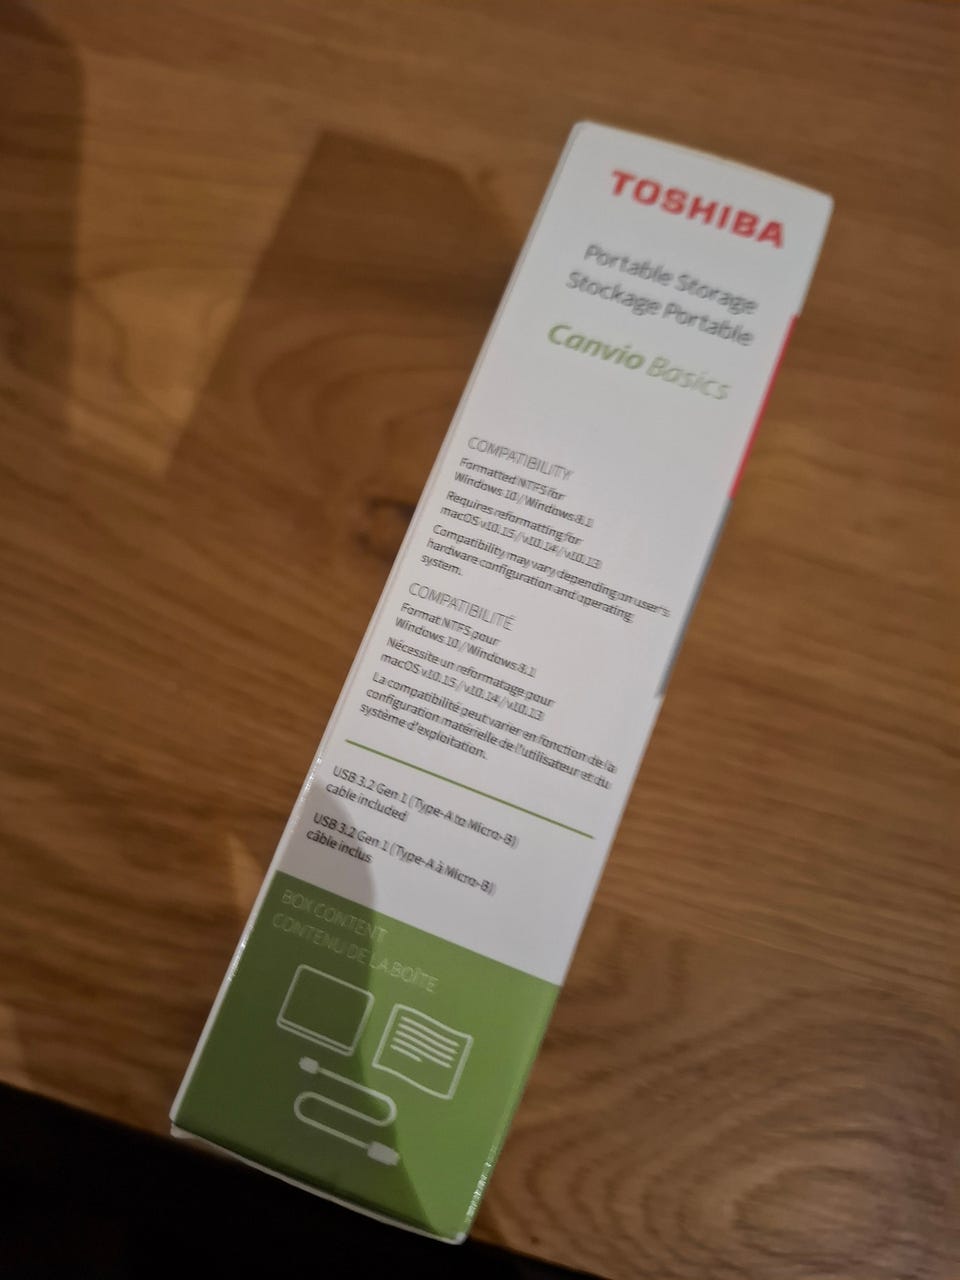 TOSHIBA
Portable Storage
Stockage Portable
Canvio Basics
COMPATIBILITY
Formatted NTFS for
Windows 10 / Windows 8.1
Requires reformatting for
macOS v10.15 / v10.14 / v10.13
Compatibility may vary depending on user's
hardware configuration and operating
system.
COMPATIBILITÉ
Format NTFS pour
Windows 10 / Windows 8.1
Nécessite un reformatage pour
macOS v10.15 / v10.14 / v10.13
La compatibilité peut varier en fonction de la
configuration matérielle de l'utilisateur et du
système d'exploitation.
USB 3.2 Gen 1 (Type-A to Micro-B)
cable included
USB 3.2 Gen 1 (Type-A à Micro-B)
câble inclus
BOX CONTENT
CONTENU DE LA BOÎTE